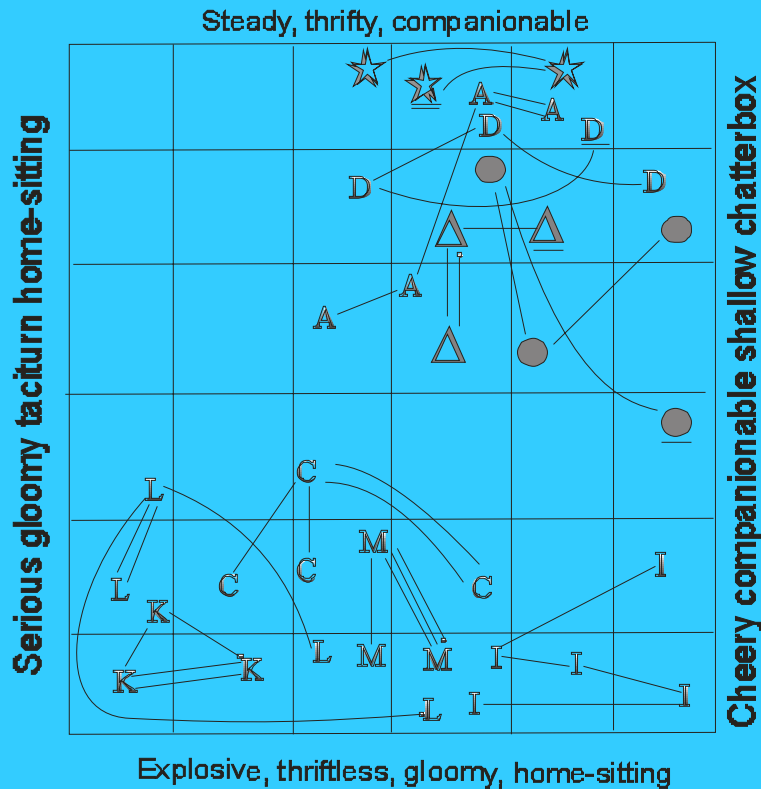 Steady, thrifty, companionable
Serious gloomy taciturn home-sitting
Cheery companionable shallow chatterbox
A
A
D
D
D
D
A
A
C
L
M
L
C
C
C
I
K
K
K
L
M
M
I
I
I
L
I
Explosive, thriftless, gloomy, home-sitting